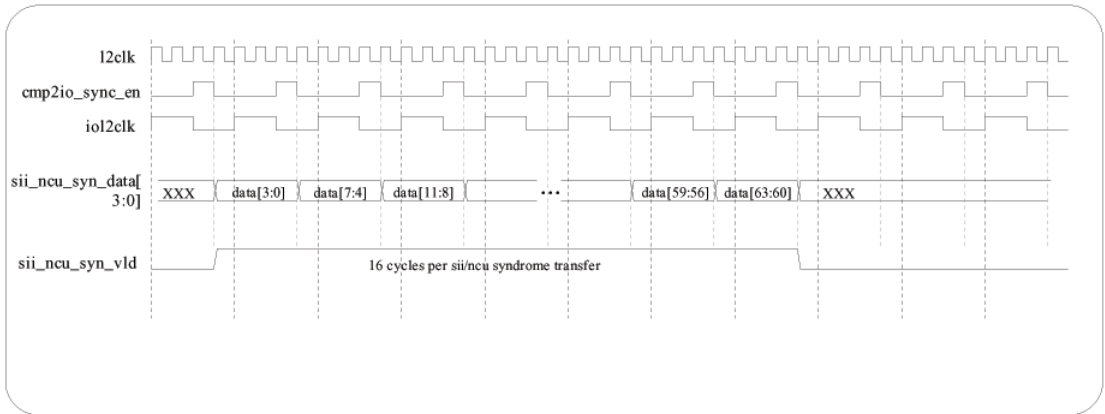 l2clk
cmp2io_sync_en
iol2clk
sii_ncu_syn_data[
3:0]
XXX data[3:0] data[7:4] data[11:8] ... data[59:56] data[63:60] XXX
sii_ncu_syn_vld
16 cycles per sii/ncu syndrome transfer